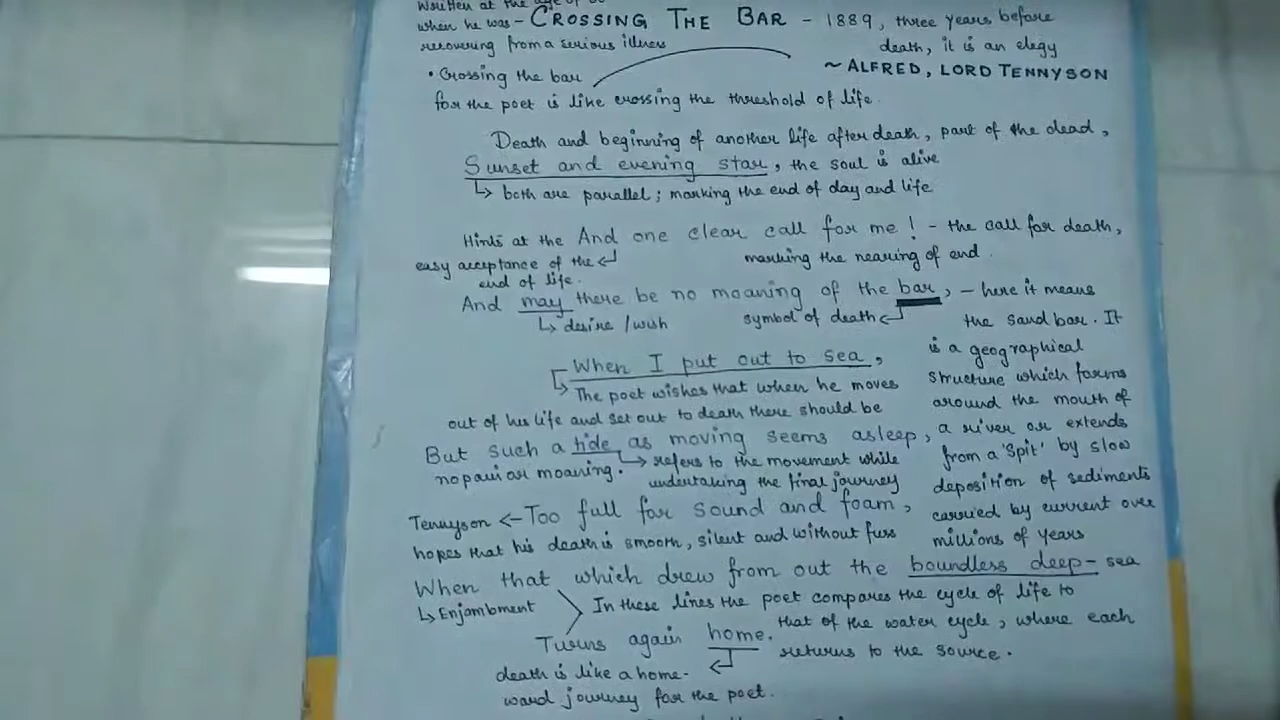 Written at the age of
when he was - CROSSING THE BAR - 1889, three years before
recovering from a serious illness death, it is an elegy
• Crossing the bar ~ ALFRED, LORD TENNYSON
for the poet is like crossing the threshold of life.
Death and beginning of another life after death, part of the dead,
Sunset and evening star, the soul is alive
↳ both are parallel; marking the end of day and life
Hints at the And one clear call for me! - the call for death,
easy acceptance of the marking the nearing of end.
end of life.
And may there be no moaning of the bar, - here it means
↳ desire / wish symbol of death the sand bar. It
is a geographical
When I put out to sea, structure which forms
↳ The poet wishes that when he moves around the mouth of
out of his life and set out to death there should be a river or extends
But such a tide as moving seems asleep, from a 'Spit' by slow
no pain or moaning. ↳ refers to the movement while deposition of sediments
undertaking the final journey carried by current over
Tennyson ← Too full for sound and foam, millions of years
hopes that his death is smooth, silent and without fuss
When that which drew from out the boundless deep - sea
↳ Enjambment In these lines the poet compares the cycle of life to
that of the water cycle, where each
Turns again home. returns to the source.
death is like a home-
ward journey for the poet.